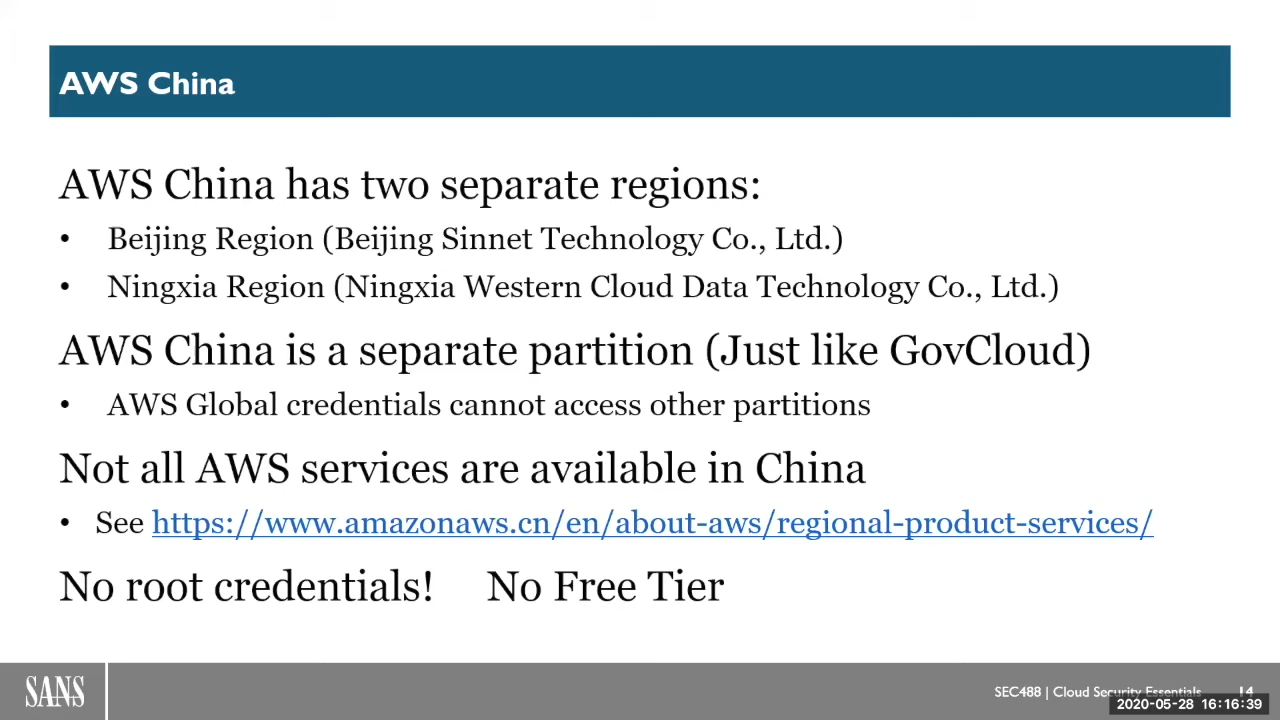 AWS China
AWS China has two separate regions:
• Beijing Region (Beijing Sinnet Technology Co., Ltd.)
• Ningxia Region (Ningxia Western Cloud Data Technology Co., Ltd.)
AWS China is a separate partition (Just like GovCloud)
• AWS Global credentials cannot access other partitions
Not all AWS services are available in China
• See https://www.amazonaws.cn/en/about-aws/regional-product-services/
No root credentials! No Free Tier
SANS
SEC488 | Cloud Security Essentials 14
2020-05-28 16:16:39